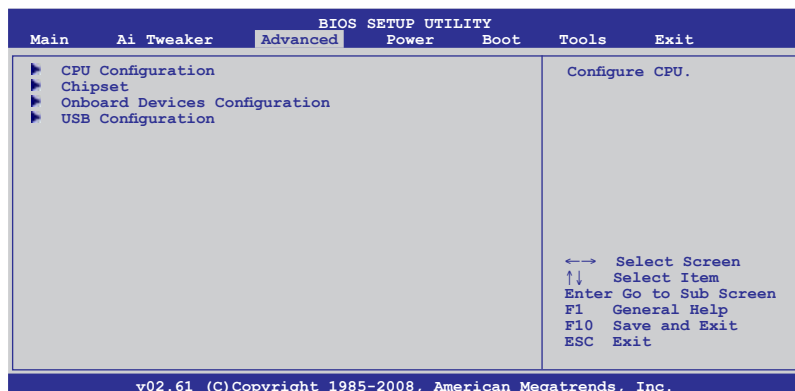 BIOS SETUP UTILITY
Main Ai Tweaker Advanced Power Boot Tools Exit
CPU Configuration
Chipset
Onboard Devices Configuration
USB Configuration
Configure CPU.
←→ Select Screen
↑↓ Select Item
Enter Go to Sub Screen
F1 General Help
F10 Save and Exit
ESC Exit
v02.61 (C)Copyright 1985-2008, American Megatrends, Inc.